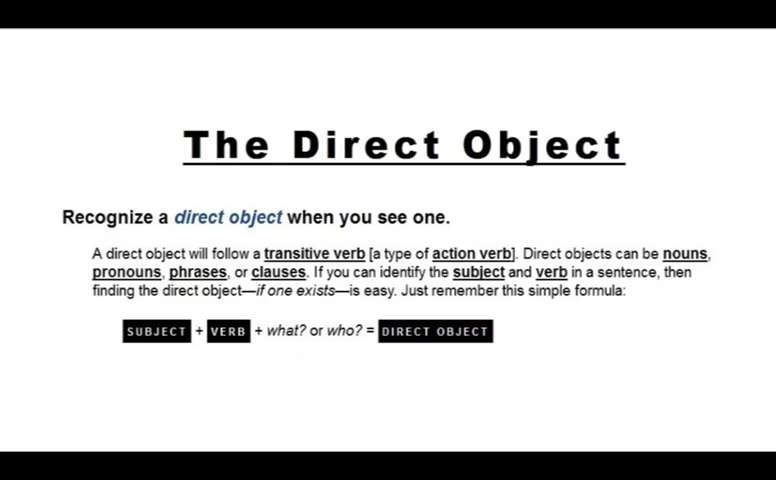 The Direct Object
Recognize a direct object when you see one.
A direct object will follow a transitive verb [a type of action verb]. Direct objects can be nouns,
pronouns, phrases, or clauses. If you can identify the subject and verb in a sentence, then
finding the direct object—if one exists—is easy. Just remember this simple formula:
SUBJECT + VERB + what? or who? = DIRECT OBJECT